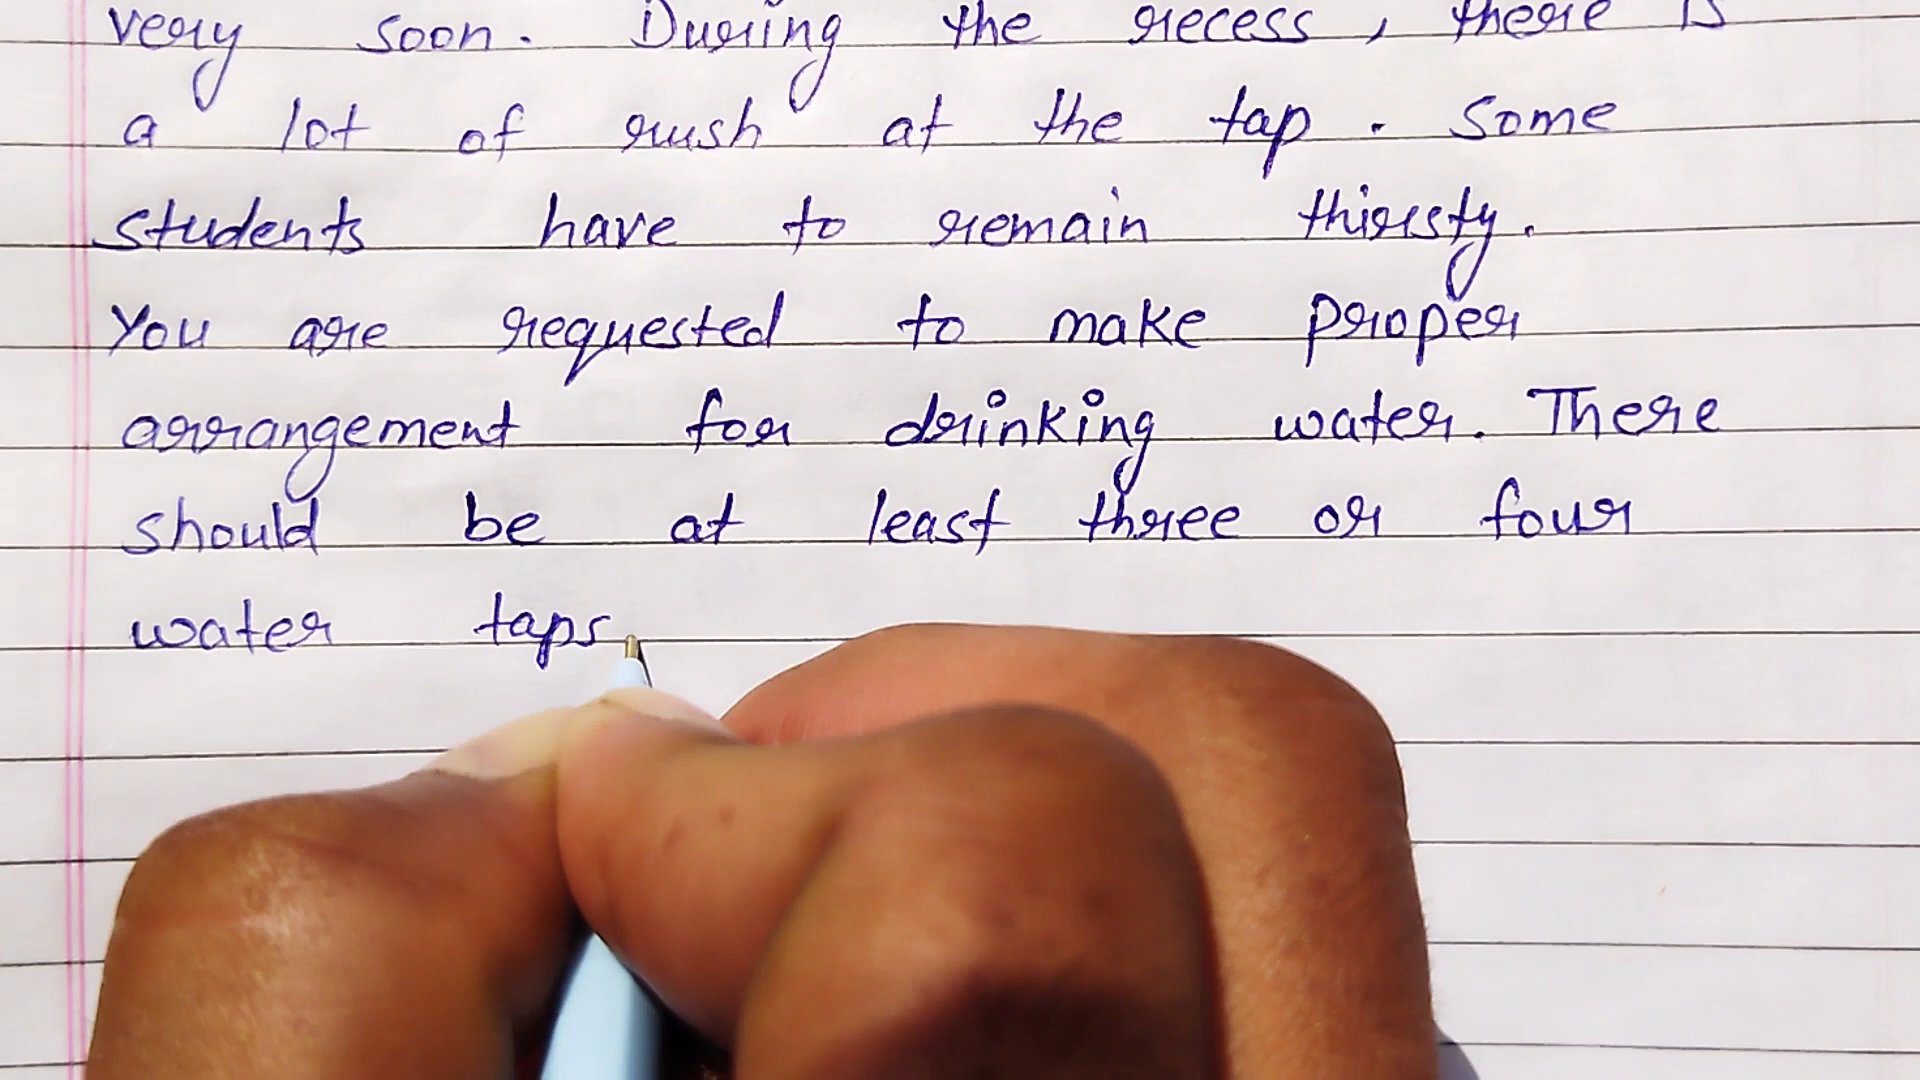 very soon. During the recess, there is
a lot of rush at the tap. Some
students have to remain thirsty.
You are requested to make proper
arrangement for drinking water. There
should be at least three or four
water taps